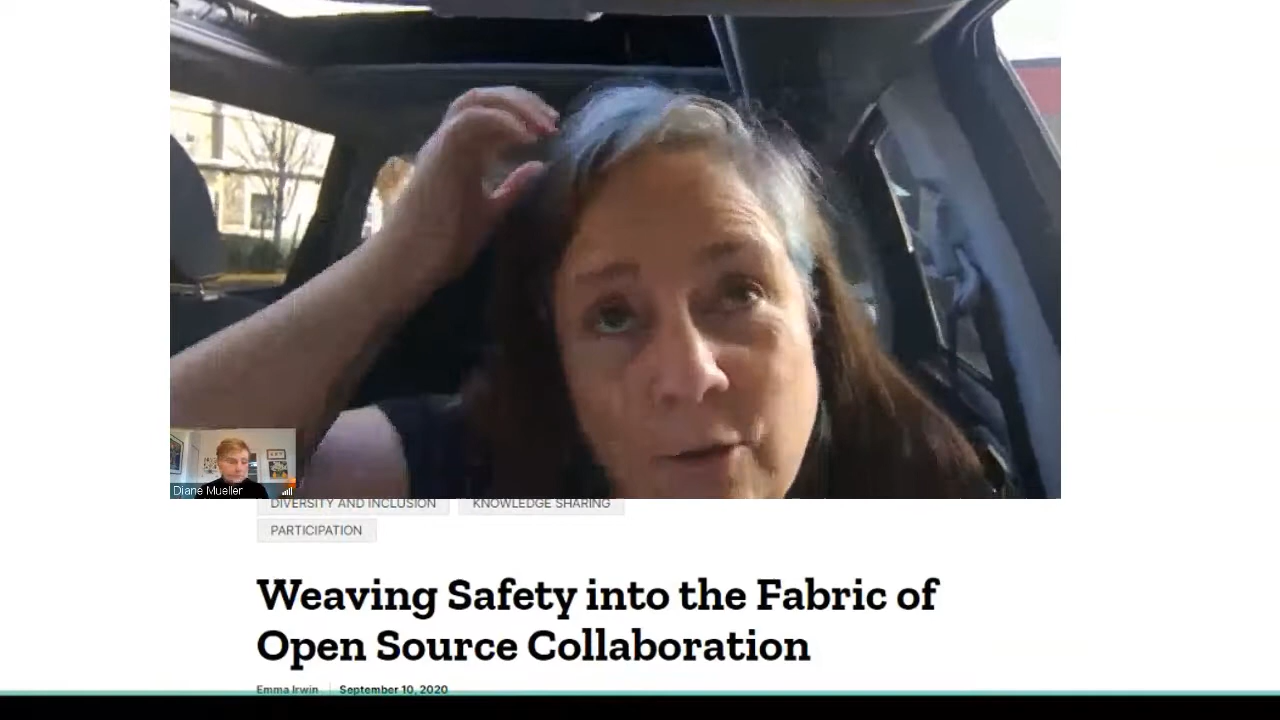 Diane Mueller
DIVERSITY AND INCLUSION KNOWLEDGE SHARING
PARTICIPATION
Weaving Safety into the Fabric of
Open Source Collaboration
Emma Irwin September 10, 2020